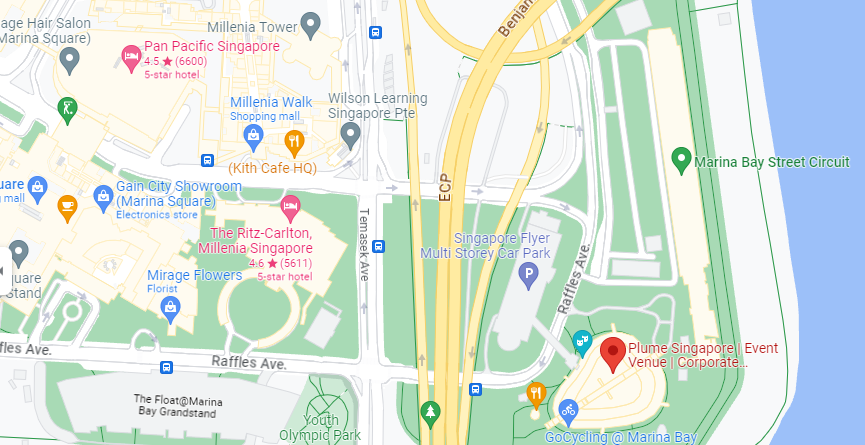 age Hair Salon
(Marina Square)
Millenia Tower
Benjam
Pan Pacific Singapore
4.5 ★ (6600)
5-star hotel
Millenia Walk
Shopping mall
Wilson Learning
Singapore Pte
(Kith Cafe HQ)
Marina Bay Street Circuit
ECP
uare
mall
Gain City Showroom
(Marina Square)
Electronics store
The Ritz-Carlton,
Millenia Singapore
4.6 ★ (5611)
5-star hotel
Temasek Ave
Singapore Flyer
Multi Storey Car Park
P
Raffles Ave.
quare
Stand
Mirage Flowers
Florist
ffles Ave.
Raffles Ave.
Plume Singapore | Event
Venue | Corporate...
The Float@Marina
Bay Grandstand
Youth
Olympic Park
GoCycling @ Marina Bay